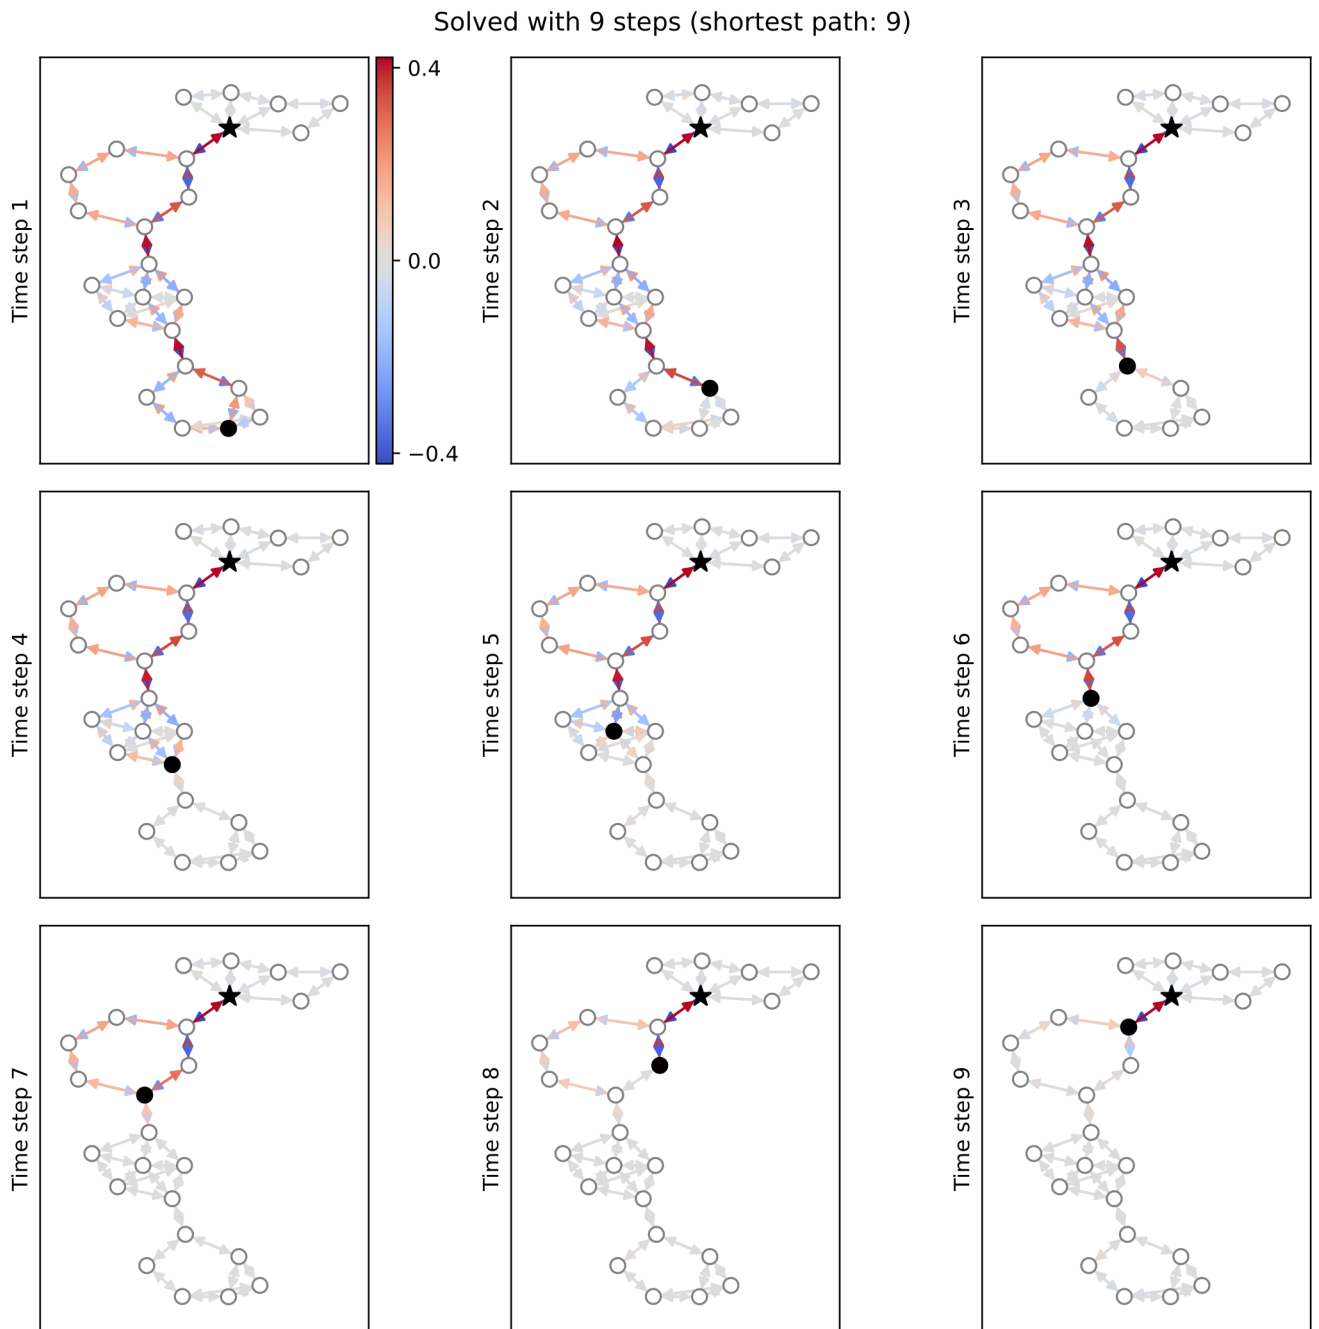 Solved with 9 steps (shortest path: 9)
Time step 1
0.4
0.0
−0.4
Time step 2
Time step 3
Time step 4
Time step 5
Time step 6
Time step 7
Time step 8
Time step 9